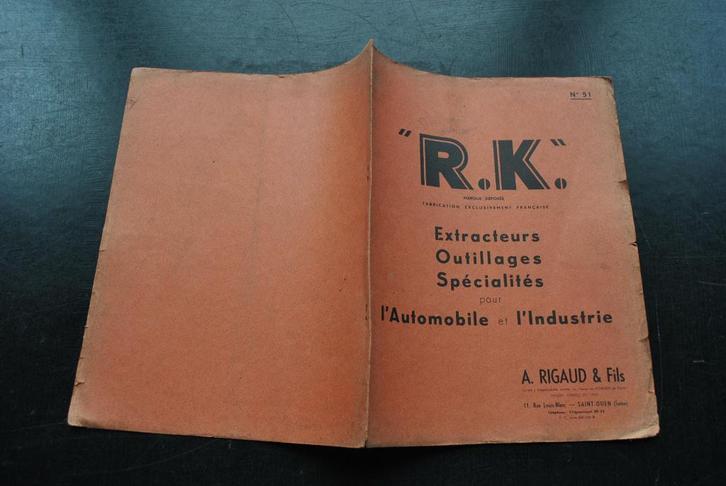 N° 51
"R.K."
MARQUE DÉPOSÉE
FABRICATION EXCLUSIVEMENT FRANÇAISE
Extracteurs
Outillages
Spécialités
pour
l'Automobile et l'Industrie
A. RIGAUD & Fils
11, Rue Louis-Blanc — SAINT-OUEN (Seine)